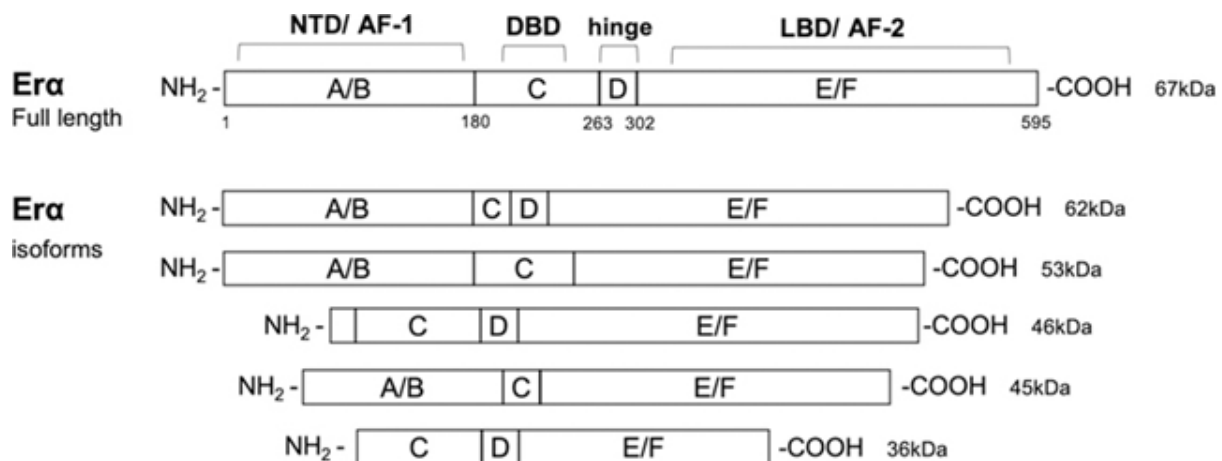 NTD/ AF-1 DBD hinge LBD/ AF-2
Erα NH₂- A/B C D E/F -COOH 67kDa
Full length
1 180 263 302 595
Erα NH₂- A/B C D E/F -COOH 62kDa
isoforms
NH₂- A/B C E/F -COOH 53kDa
NH₂- C D E/F -COOH 46kDa
NH₂- A/B C E/F -COOH 45kDa
NH₂- C D E/F -COOH 36kDa